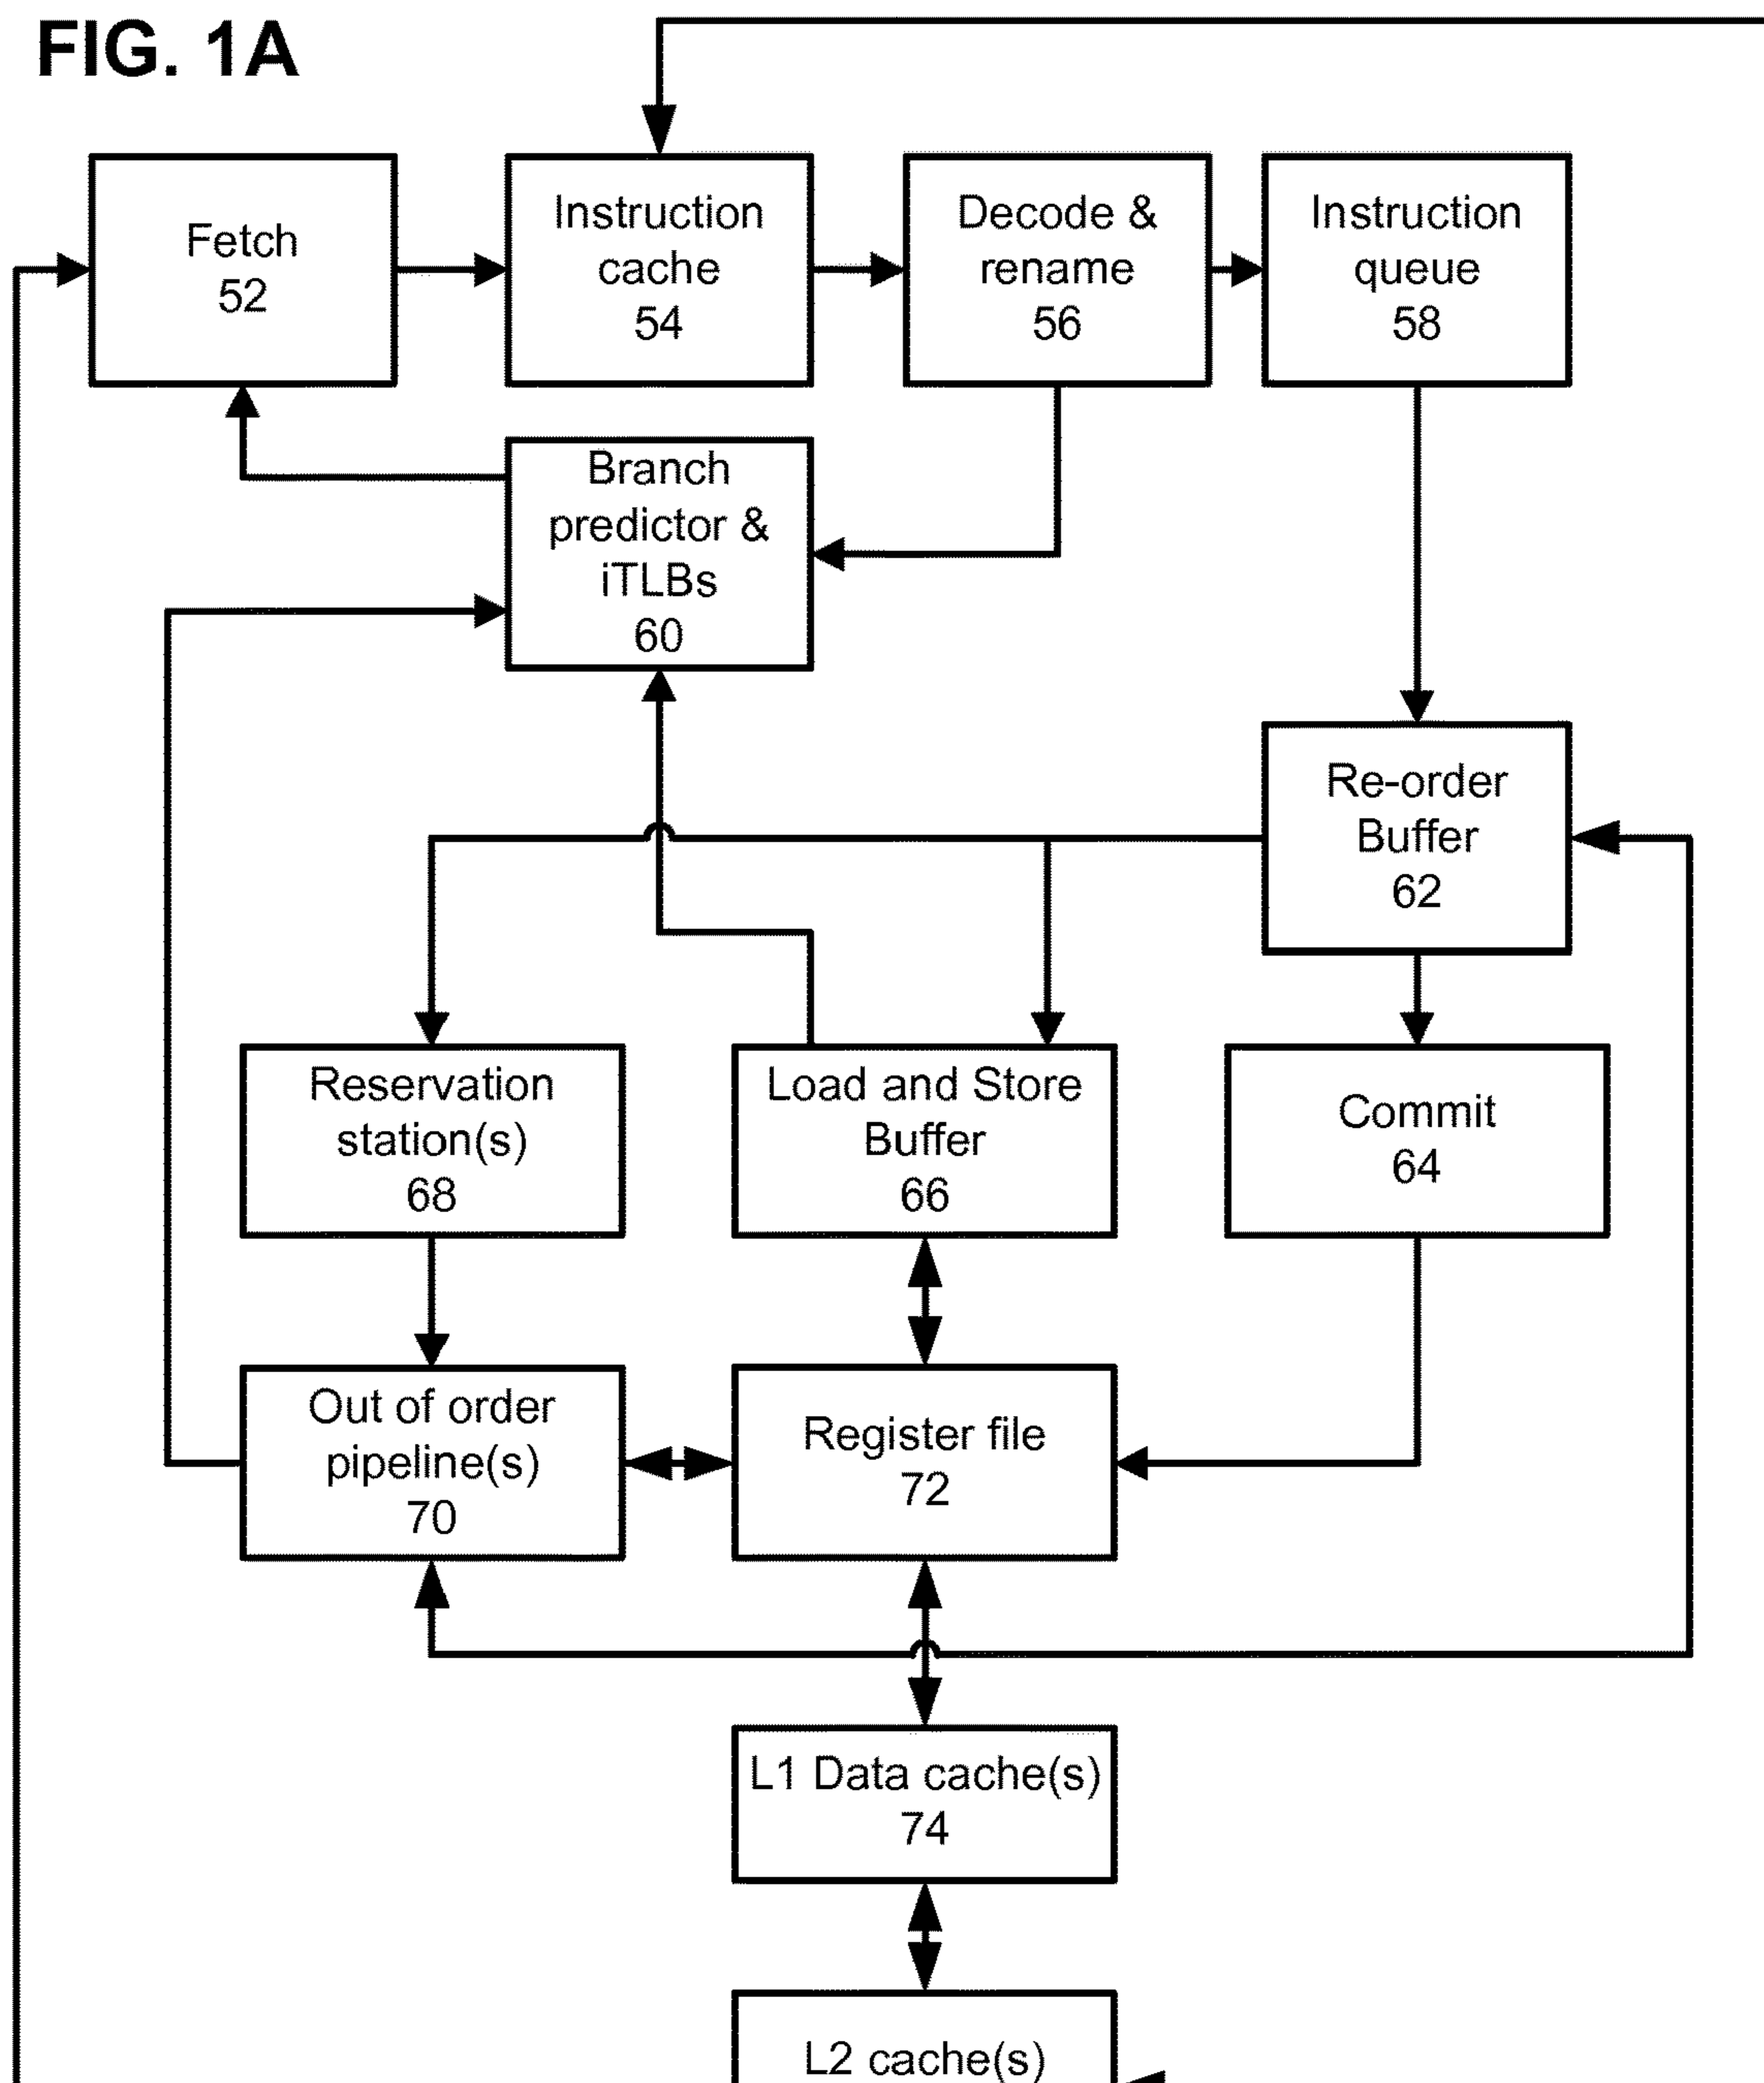 FIG. 1A
Fetch
52
Instruction
cache
54
Decode &
rename
56
Instruction
queue
58
Branch
predictor &
iTLBs
60
Re-order
Buffer
62
Reservation
station(s)
68
Load and Store
Buffer
66
Commit
64
Out of order
pipeline(s)
70
Register file
72
L1 Data cache(s)
74
L2 cache(s)